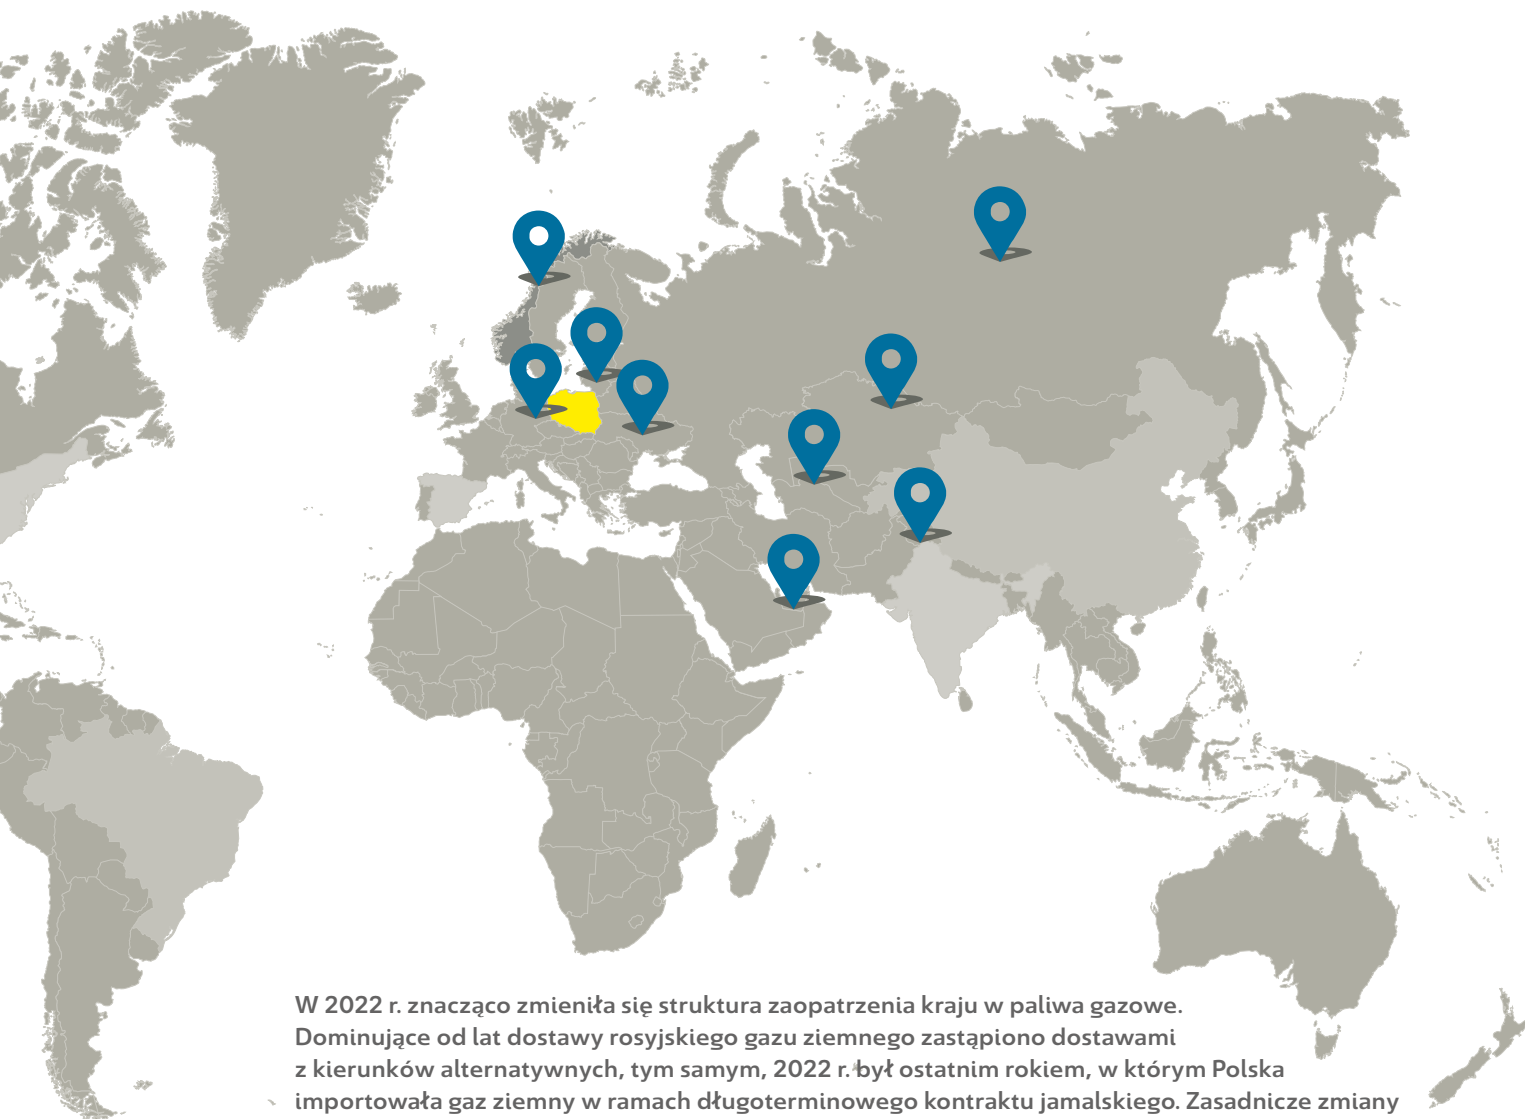 W 2022 r. znacząco zmieniła się struktura zaopatrzenia kraju w paliwa gazowe.
Dominujące od lat dostawy rosyjskiego gazu ziemnego zastąpiono dostawami
z kierunków alternatywnych, tym samym, 2022 r. był ostatnim rokiem, w którym Polska
importowała gaz ziemny w ramach długoterminowego kontraktu jamalskiego. Zasadnicze zmiany